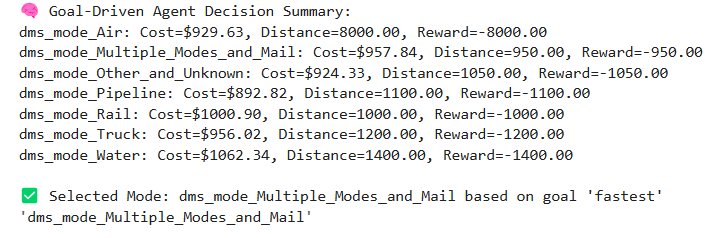 🧠 Goal-Driven Agent Decision Summary:
dms_mode_Air: Cost=$929.63, Distance=8000.00, Reward=-8000.00
dms_mode_Multiple_Modes_and_Mail: Cost=$957.84, Distance=950.00, Reward=-950.00
dms_mode_Other_and_Unknown: Cost=$924.33, Distance=1050.00, Reward=-1050.00
dms_mode_Pipeline: Cost=$892.82, Distance=1100.00, Reward=-1100.00
dms_mode_Rail: Cost=$1000.90, Distance=1000.00, Reward=-1000.00
dms_mode_Truck: Cost=$956.02, Distance=1200.00, Reward=-1200.00
dms_mode_Water: Cost=$1062.34, Distance=1400.00, Reward=-1400.00
✅ Selected Mode: dms_mode_Multiple_Modes_and_Mail based on goal 'fastest'
'dms_mode_Multiple_Modes_and_Mail'